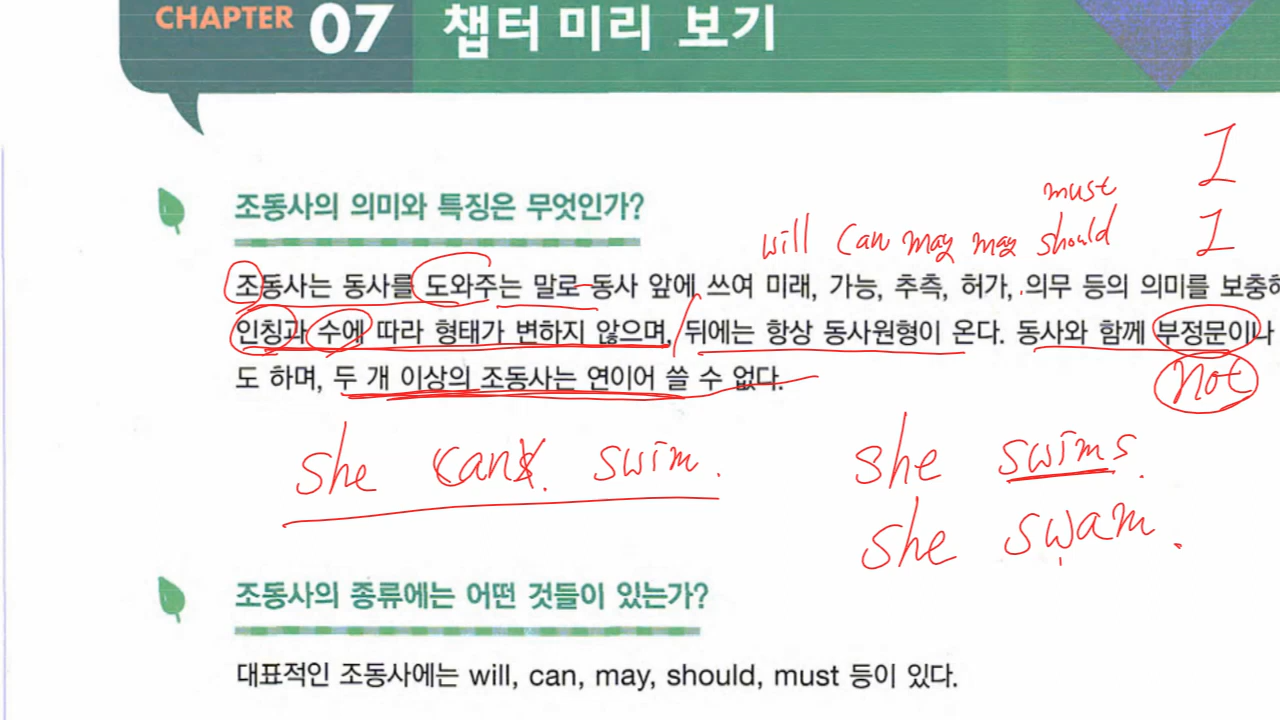 CHAPTER 07 챕터 미리 보기
조동사의 의미와 특징은 무엇인가?
must
will can may may should
조동사는 동사를 도와주는 말로 동사 앞에 쓰여 미래, 가능, 추측, 허가, 의무 등의 의미를 보충하
인칭과 수에 따라 형태가 변하지 않으며, 뒤에는 항상 동사원형이 온다. 동사와 함께 부정문이나
도 하며, 두 개 이상의 조동사는 연이어 쓸 수 없다.
not
she cans. swim.
she swims.
she swam.
조동사의 종류에는 어떤 것들이 있는가?
대표적인 조동사에는 will, can, may, should, must 등이 있다.